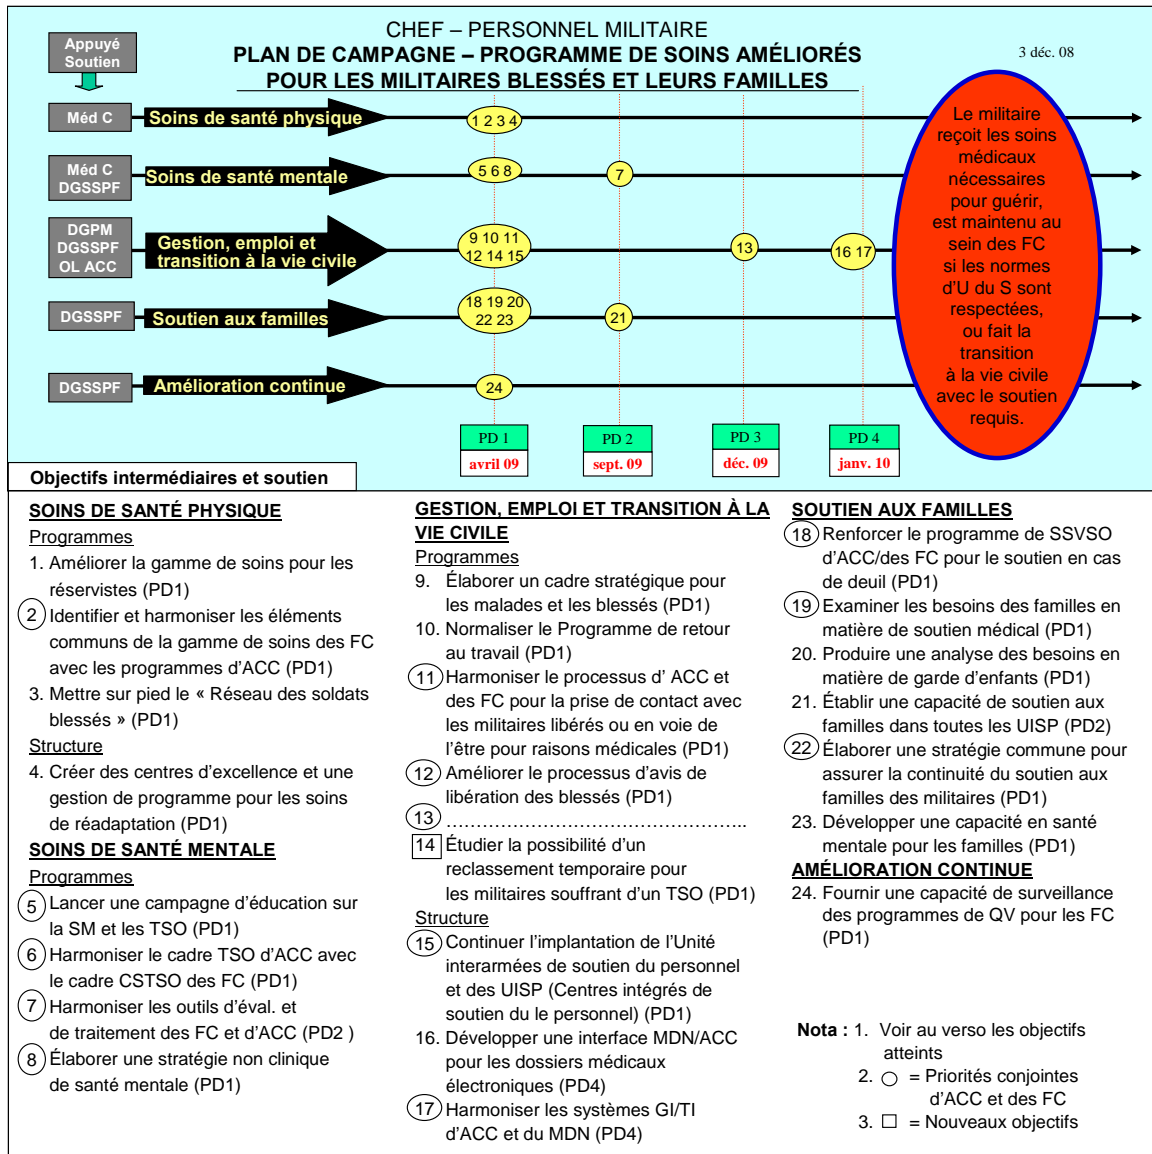 CHEF – PERSONNEL MILITAIRE
PLAN DE CAMPAGNE – PROGRAMME DE SOINS AMÉLIORÉS
POUR LES MILITAIRES BLESSÉS ET LEURS FAMILLES
3 déc. 08
Appuyé
Soutien
Méd C
Soins de santé physique
1 2 3 4
Méd C
DGSSPF
Soins de santé mentale
5 6 8
7
DGPM
DGSSPF
OL ACC
Gestion, emploi et
transition à la vie civile
9 10 11
12 14 15
13
16 17
DGSSPF
Soutien aux familles
18 19 20
22 23
21
DGSSPF
Amélioration continue
24
Le militaire
reçoit les soins
médicaux
nécessaires
pour guérir,
est maintenu au
sein des FC
si les normes
d'U du S sont
respectées,
ou fait la
transition
à la vie civile
avec le soutien
requis.
PD 1
avril 09
PD 2
sept. 09
PD 3
déc. 09
PD 4
janv. 10
Objectifs intermédiaires et soutien
SOINS DE SANTÉ PHYSIQUE
Programmes
1. Améliorer la gamme de soins pour les
réservistes (PD1)
2 Identifier et harmoniser les éléments
communs de la gamme de soins des FC
avec les programmes d'ACC (PD1)
3. Mettre sur pied le « Réseau des soldats
blessés » (PD1)
Structure
4. Créer des centres d'excellence et une
gestion de programme pour les soins
de réadaptation (PD1)
SOINS DE SANTÉ MENTALE
Programmes
5 Lancer une campagne d'éducation sur
la SM et les TSO (PD1)
6 Harmoniser le cadre TSO d'ACC avec
le cadre CSTSO des FC (PD1)
7 Harmoniser les outils d'éval. et
de traitement des FC et d'ACC (PD2 )
8 Élaborer une stratégie non clinique
de santé mentale (PD1)
GESTION, EMPLOI ET TRANSITION À LA
VIE CIVILE
Programmes
9. Élaborer un cadre stratégique pour
les malades et les blessés (PD1)
10. Normaliser le Programme de retour
au travail (PD1)
11 Harmoniser le processus d' ACC et
des FC pour la prise de contact avec
les militaires libérés ou en voie de
l'être pour raisons médicales (PD1)
12 Améliorer le processus d'avis de
libération des blessés (PD1)
13 …………………………………………..
14 Étudier la possibilité d'un
reclassement temporaire pour
les militaires souffrant d'un TSO (PD1)
Structure
15 Continuer l'implantation de l'Unité
interarmées de soutien du personnel
et des UISP (Centres intégrés de
soutien du le personnel) (PD1)
16. Développer une interface MDN/ACC
pour les dossiers médicaux
électroniques (PD4)
17 Harmoniser les systèmes GI/TI
d'ACC et du MDN (PD4)
SOUTIEN AUX FAMILLES
18 Renforcer le programme de SSVSO
d'ACC/des FC pour le soutien en cas
de deuil (PD1)
19 Examiner les besoins des familles en
matière de soutien médical (PD1)
20. Produire une analyse des besoins en
matière de garde d'enfants (PD1)
21. Établir une capacité de soutien aux
familles dans toutes les UISP (PD2)
22 Élaborer une stratégie commune pour
assurer la continuité du soutien aux
familles des militaires (PD1)
23. Développer une capacité en santé
mentale pour les familles (PD1)
AMÉLIORATION CONTINUE
24. Fournir une capacité de surveillance
des programmes de QV pour les FC
(PD1)
Nota : 1. Voir au verso les objectifs
atteints
2. ○ = Priorités conjointes
d'ACC et des FC
3. □ = Nouveaux objectifs